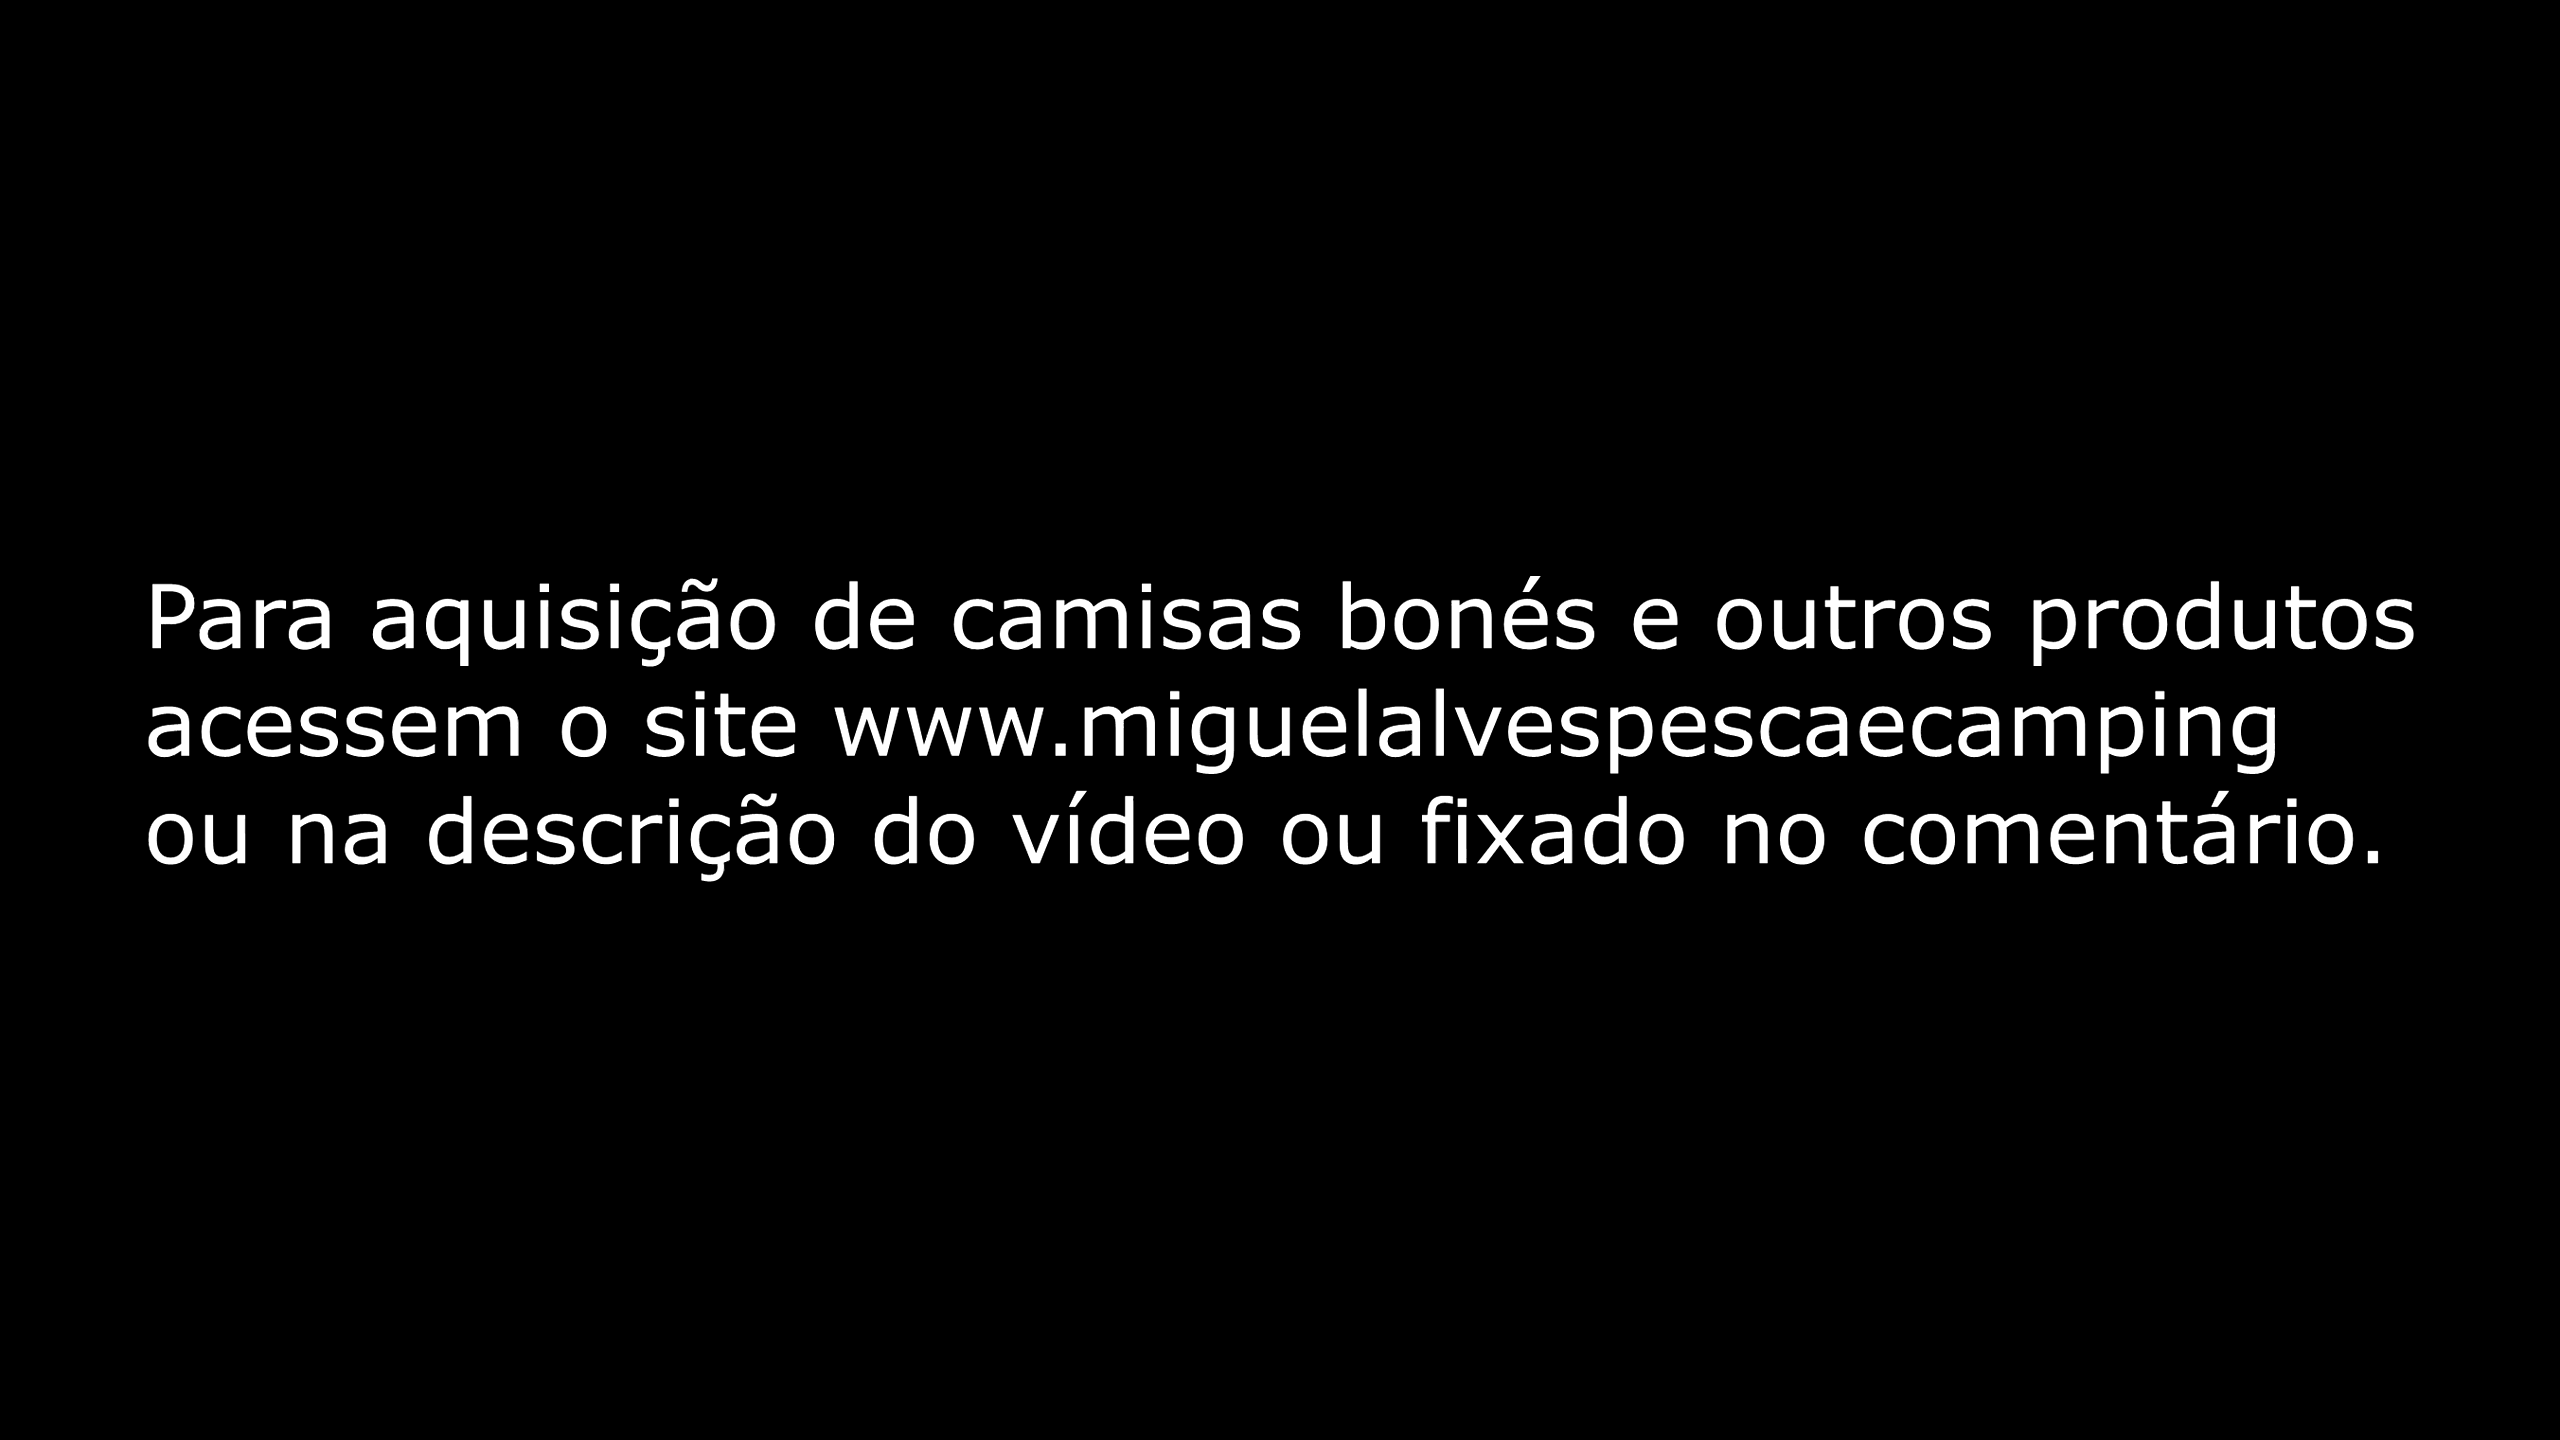 Para aquisição de camisas bonés e outros produtos
acessem o site www.miguelalvespescaecamping
ou na descrição do vídeo ou fixado no comentário.